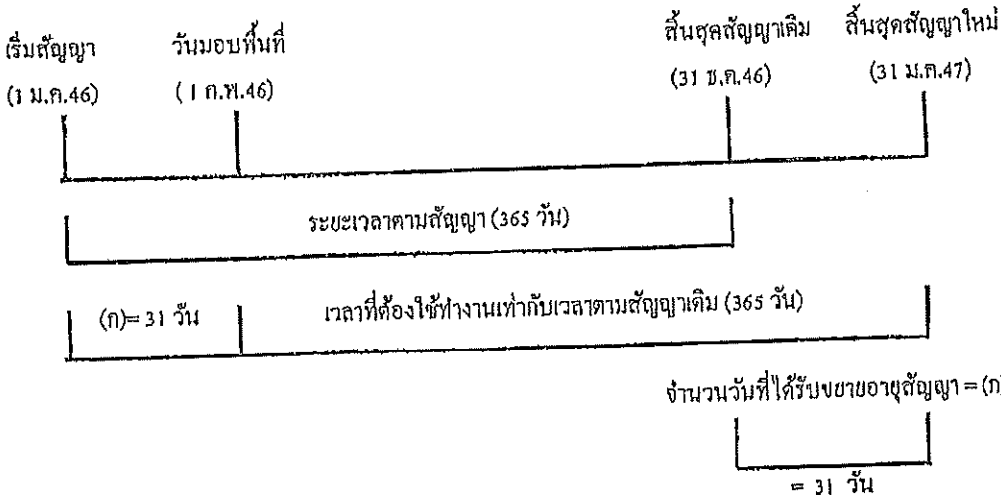 เริ่มสัญญา วันมอบพื้นที่ สิ้นสุดสัญญาเดิม สิ้นสุดสัญญาใหม่
(1 ม.ค.46) (1 ก.พ.46) (31 ธ.ค.46) (31 ม.ค.47)
ระยะเวลาตามสัญญา (365 วัน)
(ก)= 31 วัน เวลาที่ต้องใช้ทำงานเท่ากับเวลาตามสัญญาเดิม (365 วัน)
จำนวนวันที่ได้รับขยายอายุสัญญา = (ก)
= 31 วัน